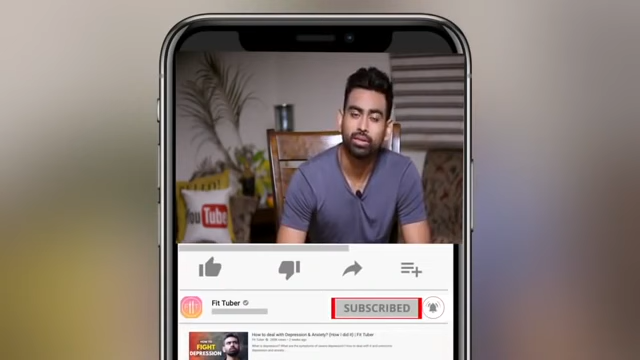 HELLO!
You Tube
Fit Tuber
SUBSCRIBED
HOW TO
FIGHT
DEPRESSION
How to deal with Depression & Anxiety? (How I did it) | Fit Tuber